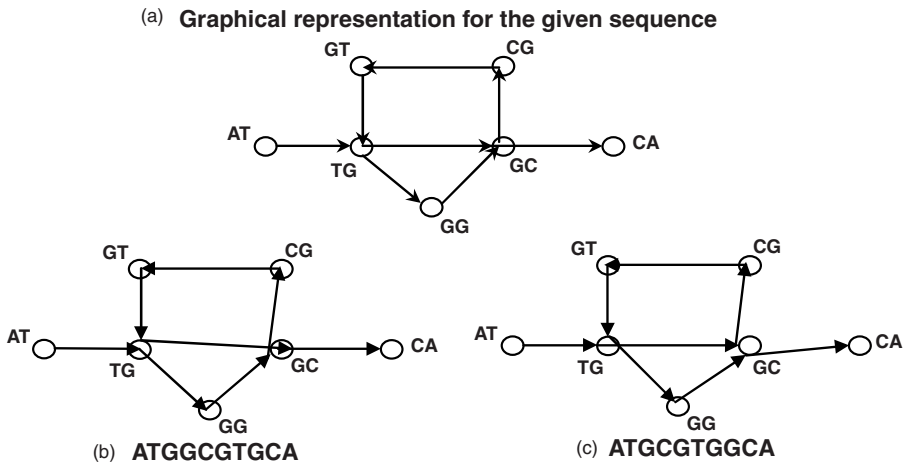 (a) Graphical representation for the given sequence
GT CG
AT CA
TG GC
GG
GT CG GT CG
AT CA AT CA
TG GC TG GC
GG GG
(b) ATGGCGTGCA (c) ATGCGTGGCA